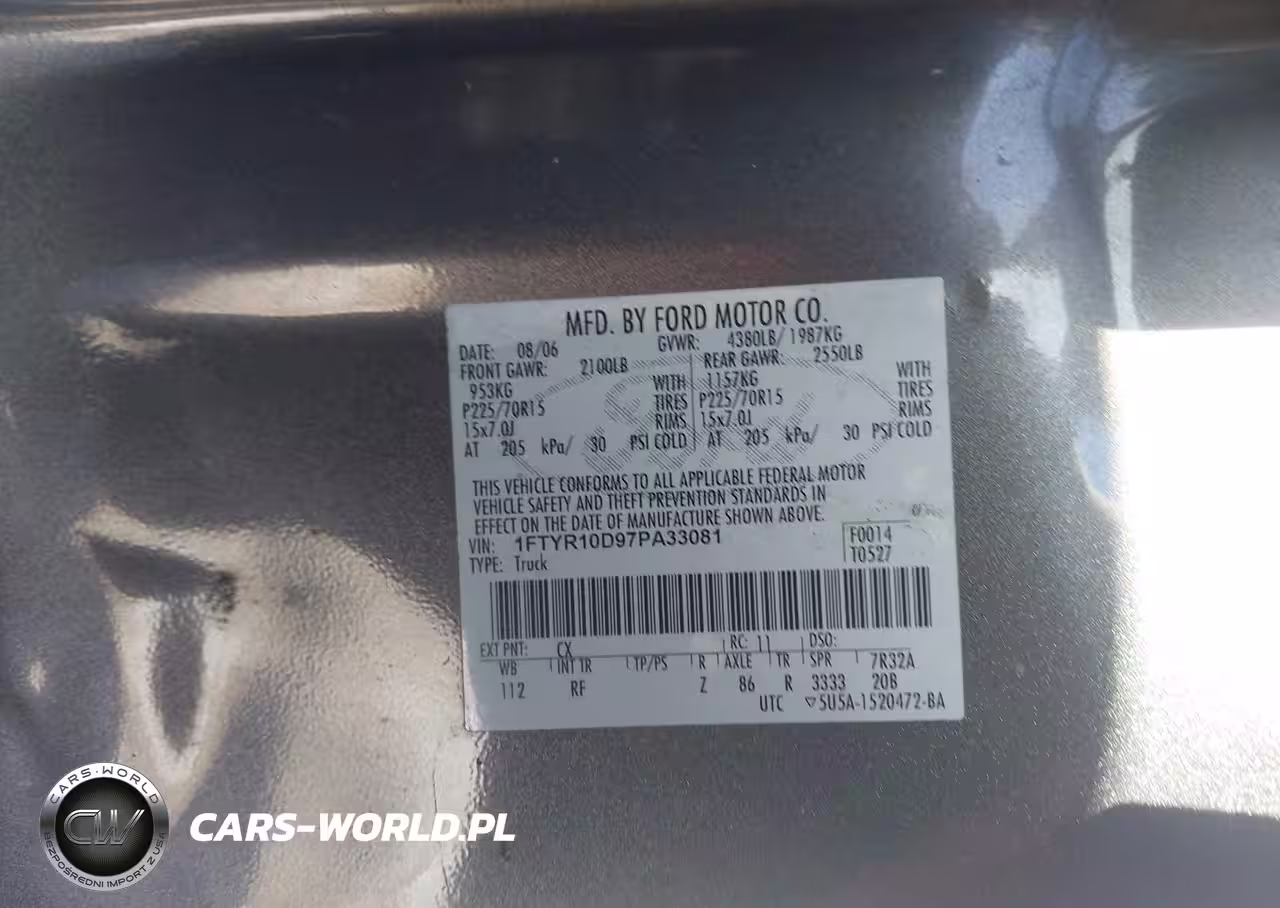 MFD. BY FORD MOTOR CO.
DATE: 08/06 GVWR: 4380LB/ 1987KG
FRONT GAWR: 2100LB REAR GAWR: 2550LB
953KG WITH 1157KG WITH
P225/70R15 TIRES P225/70R15 TIRES
15x7.0J RIMS 15x7.0J RIMS
AT 205 kPa/ 30 PSI COLD AT 205 kPa/ 30 PSI COLD
THIS VEHICLE CONFORMS TO ALL APPLICABLE FEDERAL MOTOR
VEHICLE SAFETY AND THEFT PREVENTION STANDARDS IN
EFFECT ON THE DATE OF MANUFACTURE SHOWN ABOVE.
VIN: 1FTYR10D97PA33081 F0014
TYPE: Truck T0527
EXT PNT: CX RC: 11 DSO:
WB INT TR TP/PS R AXLE TR SPR 7R32A
112 RF Z 86 R 3333 20B
UTC ▽5U5A-1520472-BA
CARS-WORLD
CW
BEZPOŚREDNI IMPORT Z USA
CARS-WORLD.PL